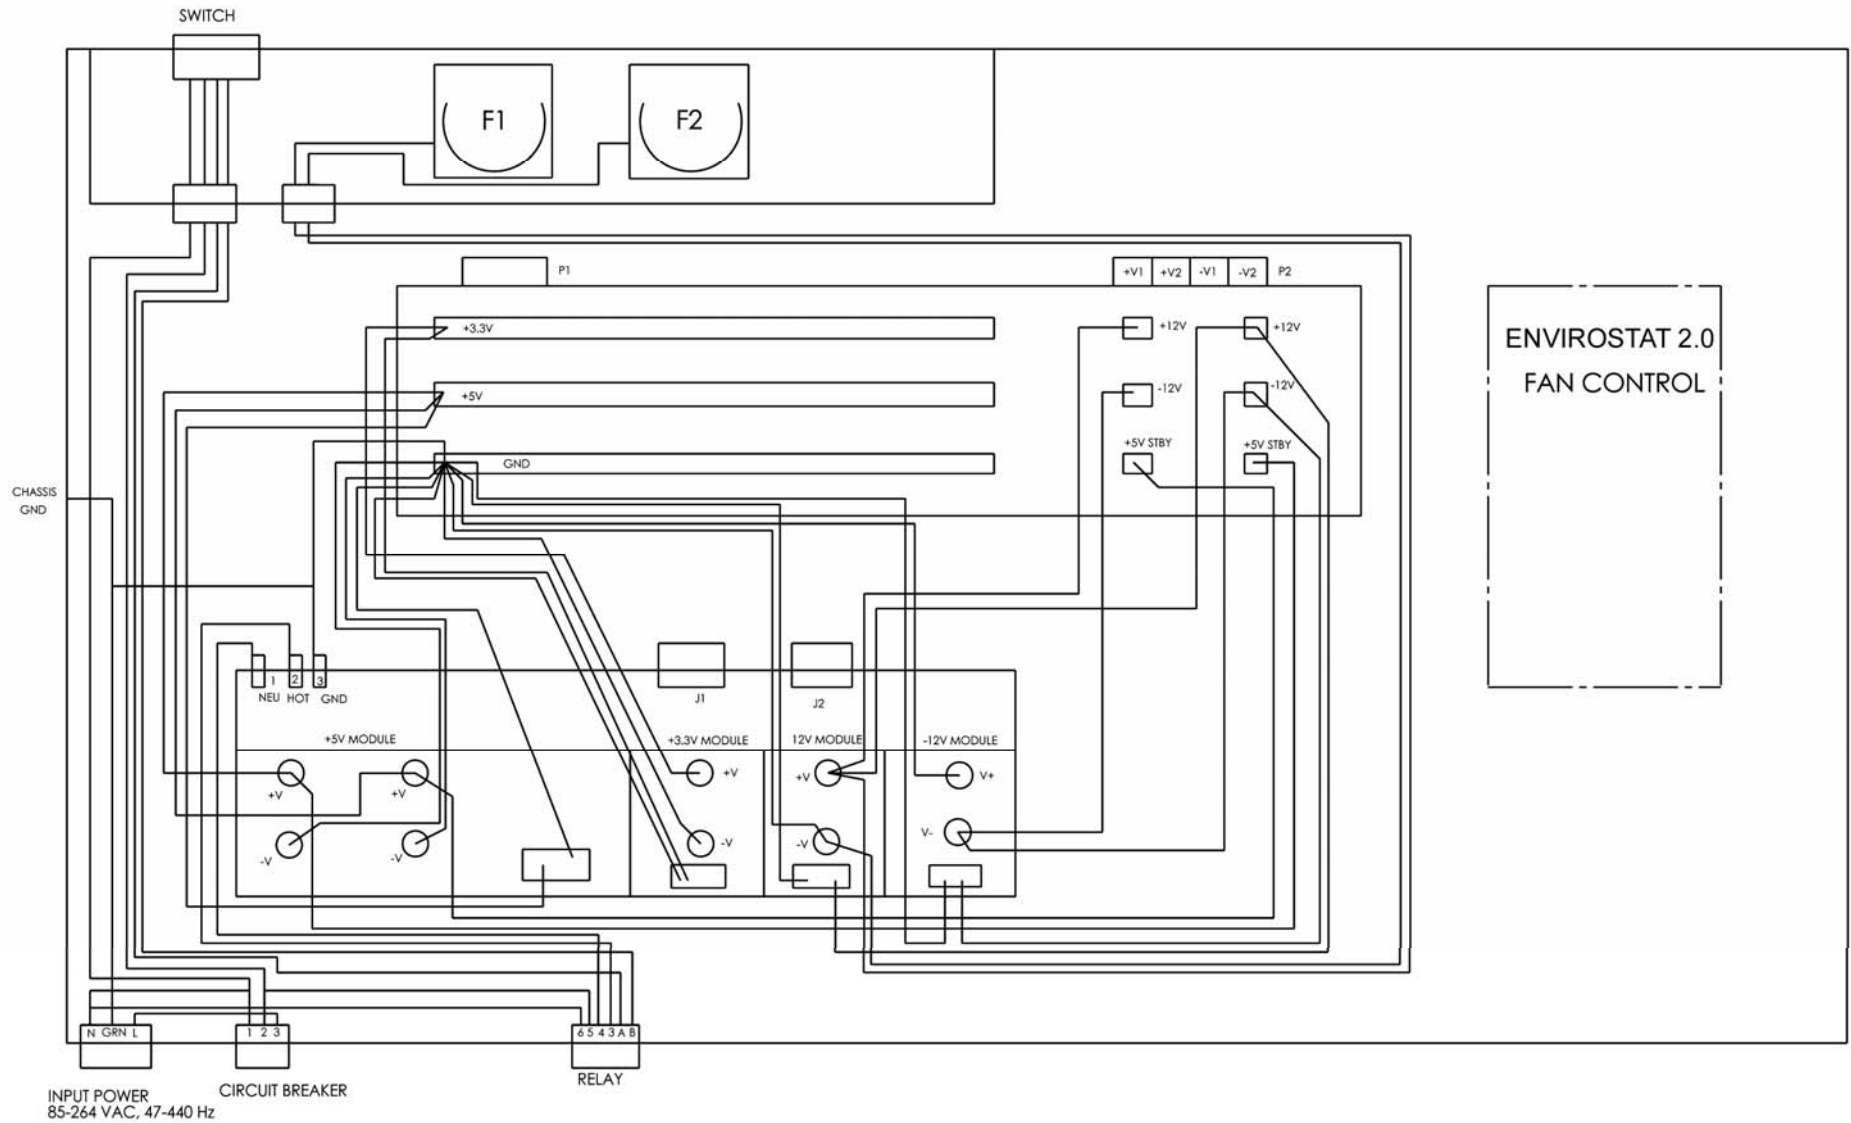 SWITCH
F1
F2
P1
+V1 +V2 -V1 -V2 P2
+3.3V
+12V
+12V
ENVIROSTAT 2.0
FAN CONTROL
+5V
-12V
-12V
+5V STBY
+5V STBY
GND
CHASSIS
GND
1 2 3
NEU HOT GND
J1
J2
+5V MODULE
+3.3V MODULE
12V MODULE
-12V MODULE
+V
+V
+V
+V
V+
-V
-V
-V
-V
V-
N GRN L
1 2 3
6 5 4 3 A B
INPUT POWER
85-264 VAC, 47-440 Hz
CIRCUIT BREAKER
RELAY